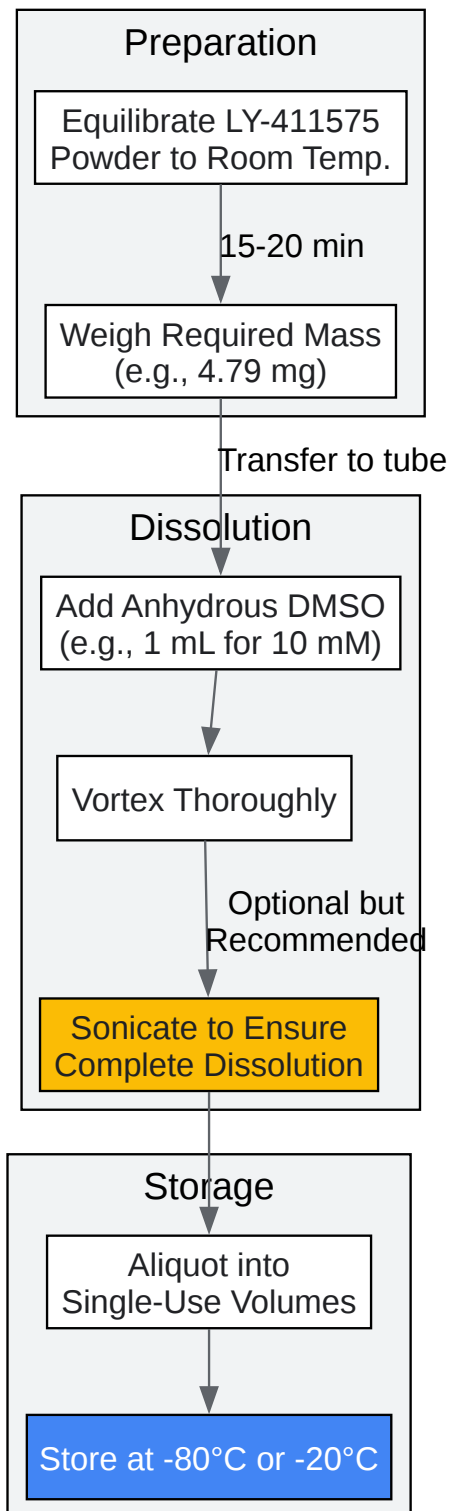 Preparation
Equilibrate LY-411575
Powder to Room Temp.
15-20 min
Weigh Required Mass
(e.g., 4.79 mg)
Transfer to tube
Dissolution
Add Anhydrous DMSO
(e.g., 1 mL for 10 mM)
Vortex Thoroughly
Optional but
Recommended
Sonicate to Ensure
Complete Dissolution
Storage
Aliquot into
Single-Use Volumes
Store at -80°C or -20°C